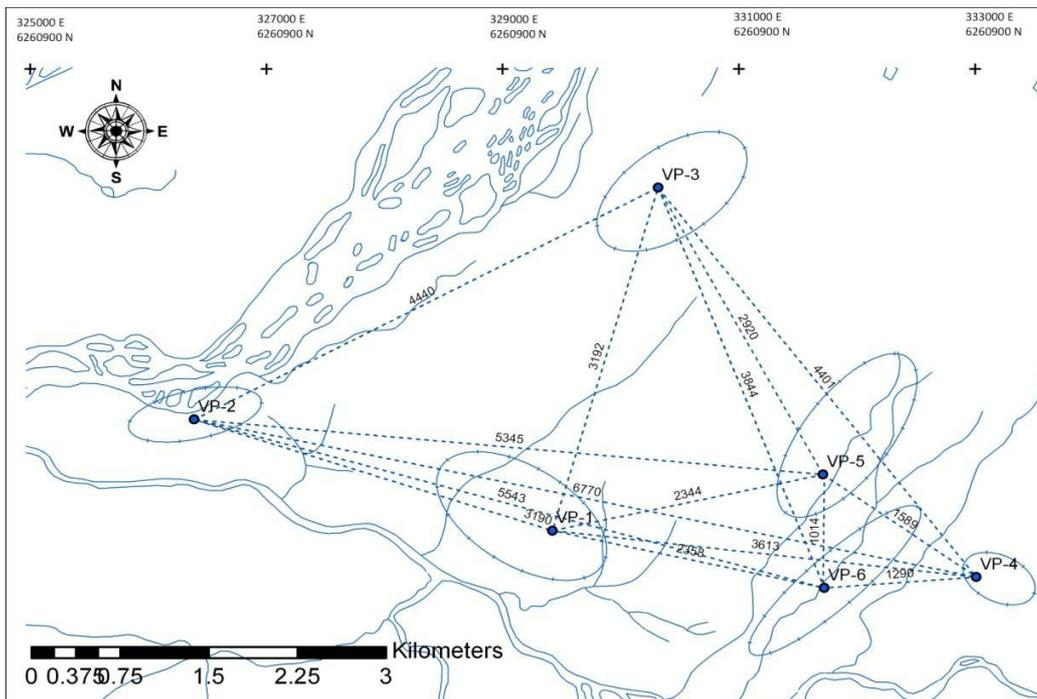 325000 E
6260900 N
327000 E
6260900 N
329000 E
6260900 N
331000 E
6260900 N
333000 E
6260900 N
N
W E
S
VP-3
4440
2920
3192
3844
4401
VP-2
5345
VP-5
5543
6770
2344
3190
VP-1
1014
1589
2358
3613
VP-6
1290
VP-4
Kilometers
0 0.375 0.75 1.5 2.25 3